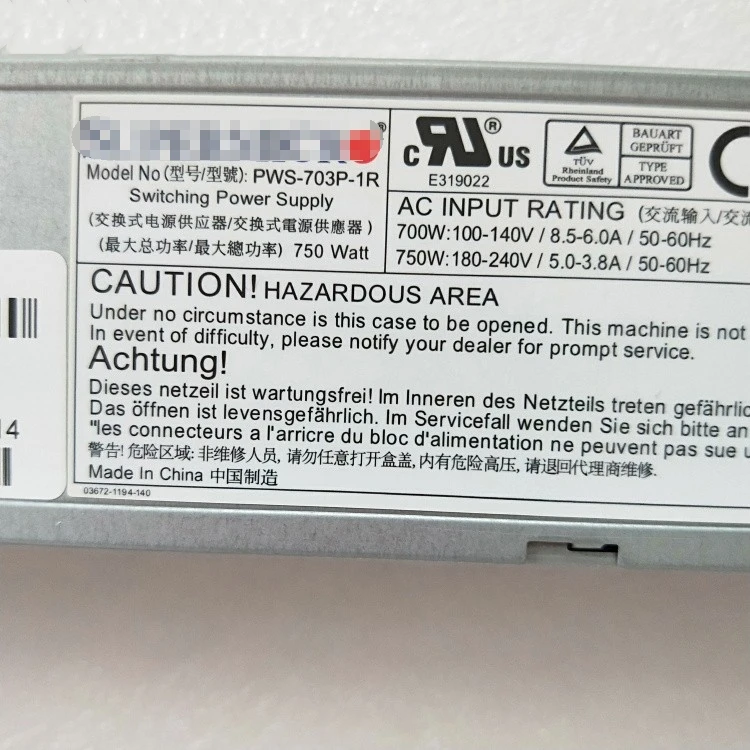 ®
Model No (型号/型號): PWS-703P-1R
Switching Power Supply
(交换式电源供应器/交換式電源供應器)
(最大总功率/最大總功率) 750 Watt
c RU ® US
E319022
TÜV
Rheinland
Product Safety
BAUART
GEPRÜFT
TYPE
APPROVED
AC INPUT RATING (交流输入/交流
700W:100-140V / 8.5-6.0A / 50-60Hz
750W:180-240V / 5.0-3.8A / 50-60Hz
CAUTION! HAZARDOUS AREA
Under no circumstance is this case to be opened. This machine is not
In event of difficulty, please notify your dealer for prompt service.
Achtung!
Dieses netzeil ist wartungsfrei! Im Inneren des Netzteils treten gefährlic
Das öffnen ist levensgefährlich. Im Servicefall wenden Sie sich bitte an
"les connecteurs a l'arricre du bloc d'alimentation ne peuvent pas sue u
警告! 危险区域: 非维修人员, 请勿任意打开盒盖, 内有危险高压, 请退回代理商维修.
Made In China 中国制造
03672-1194-140
14